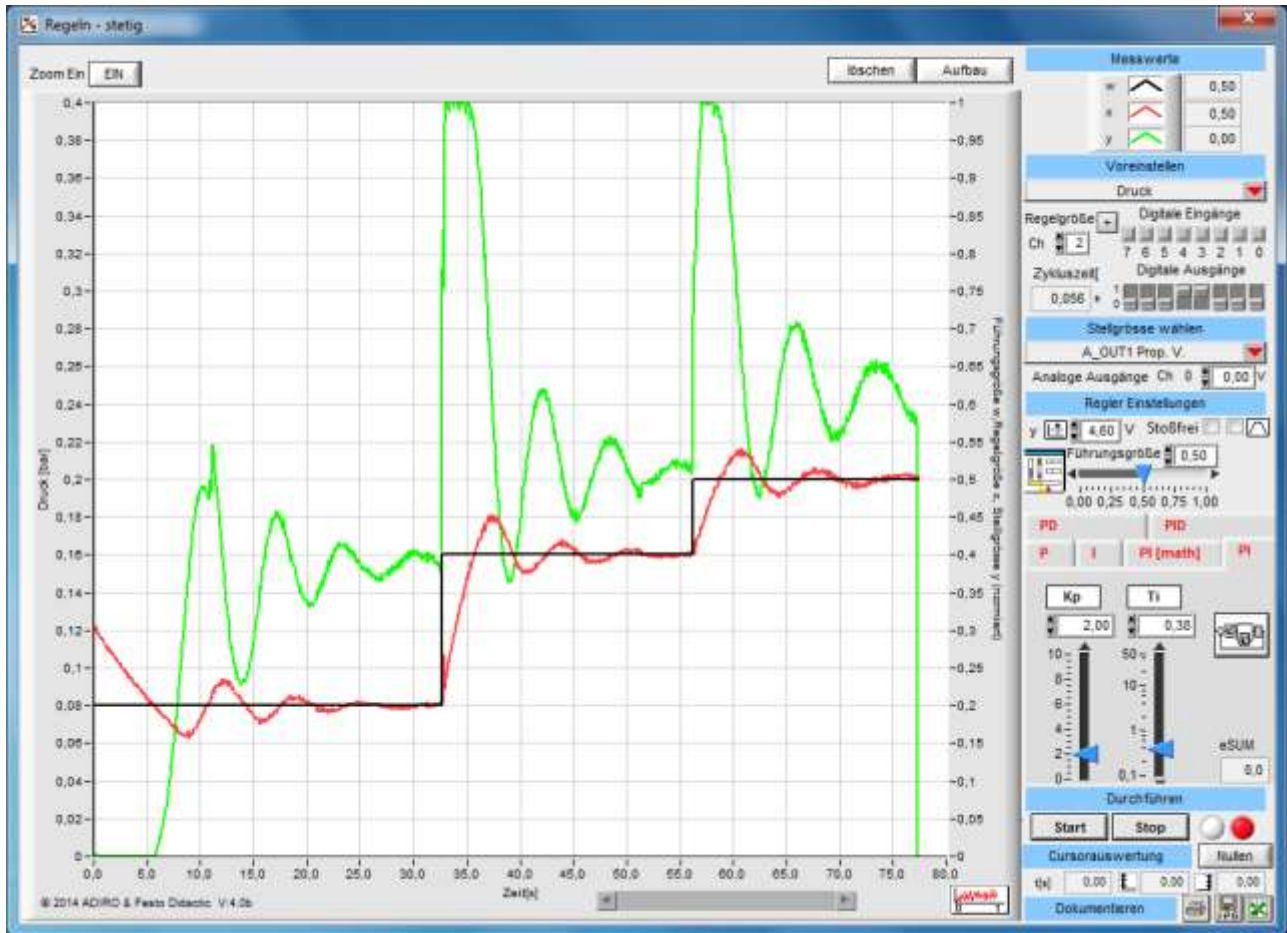 Regeln - stetig
Zoom Ein EIN
löschen Aufbau
0,4
0,38
0,36
0,34
0,32
0,3
0,28
0,26
0,24
0,22
0,2
0,18
0,16
0,14
0,12
0,1
0,08
0,06
0,04
0,02
0
Druck [bar]
0,0 5,0 10,0 15,0 20,0 25,0 30,0 35,0 40,0 45,0 50,0 55,0 60,0 65,0 70,0 75,0 80,0
Zeit[s]
1
0,95
0,9
0,85
0,8
0,75
0,7
0,65
0,6
0,55
0,5
0,45
0,4
0,35
0,3
0,25
0,2
0,15
0,1
0,05
0
Führungsgröße w, Regelgröße x, Stellgrösse y (normiert)
© 2014 ADIRO & Festo Didactic V 4.0b
Messwerte
w 0,50
x 0,50
y 0,00
Voreinstellen
Druck
Regelgröße + Digitale Eingänge
Ch 2
7 6 5 4 3 2 1 0
Zykluszeit[ Digitale Ausgänge
0,056 s 1
0
Stellgrösse wählen
A_OUT1 Prop. V.
Analoge Ausgänge Ch 0 0,00 V
Regler Einstellungen
y 4,60 V Stoßfrei
Führungsgröße 0,50
0,00 0,25 0,50 0,75 1,00
PD PID
P I PI [math] PI
Kp Ti
2,00 0,38
10
8
6
4
2
0
50
10
1
0,1
eSUM
0,0
Durchführen
Start Stop
Cursorauswertung Nullen
t[s] 0.00 0.00 0.00
Dokumentieren